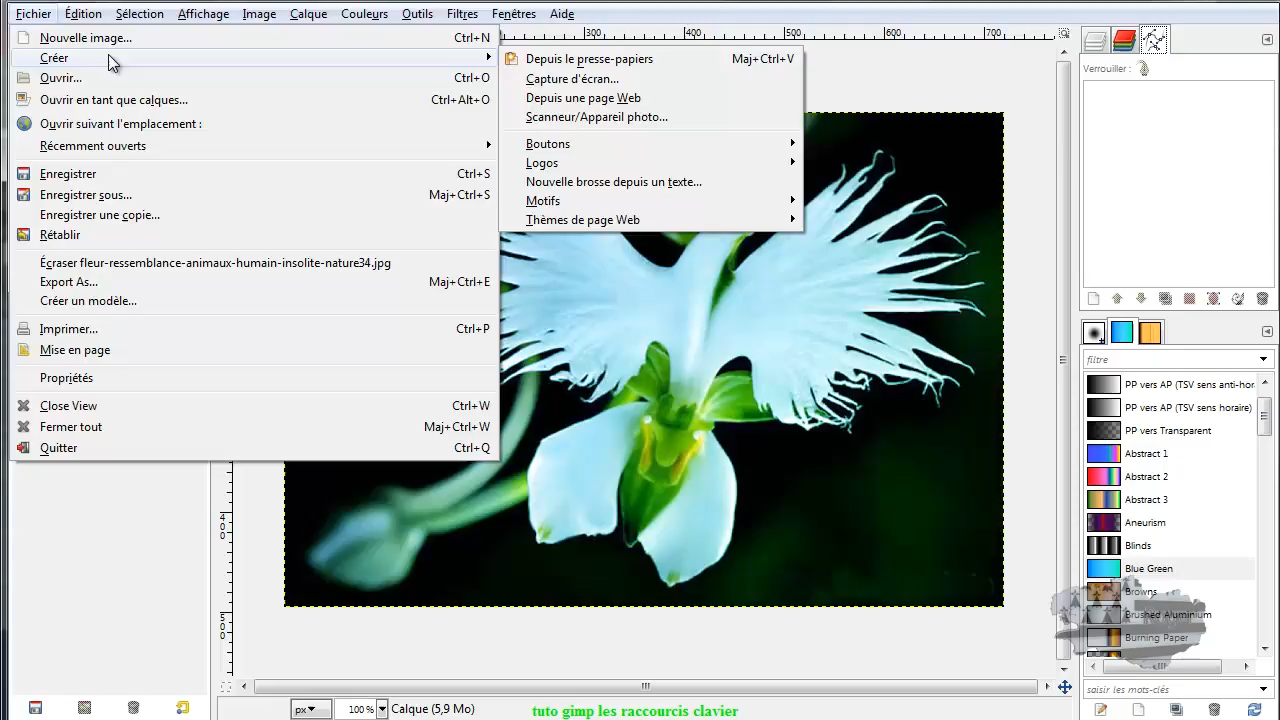 Fichier Édition Sélection Affichage Image Calque Couleurs Outils Filtres Fenêtres Aide
Nouvelle image... Ctrl+N
Créer
Ouvrir... Ctrl+O
Ouvrir en tant que calques... Ctrl+Alt+O
Ouvrir suivant l'emplacement :
Récemment ouverts
Enregistrer Ctrl+S
Enregistrer sous... Maj+Ctrl+S
Enregistrer une copie...
Rétablir
Écraser fleur-ressemblance-animaux-humain-insolite-nature34.jpg
Export As... Maj+Ctrl+E
Créer un modèle...
Imprimer... Ctrl+P
Mise en page
Propriétés
Close View Ctrl+W
Fermer tout Maj+Ctrl+W
Quitter Ctrl+Q
Depuis le presse-papiers Maj+Ctrl+V
Capture d'écran...
Depuis une page Web
Scanneur/Appareil photo...
Boutons
Logos
Nouvelle brosse depuis un texte...
Motifs
Thèmes de page Web
300 400 500 600 700
400
500
Verrouiller :
filtre
PP vers AP (TSV sens anti-hor
PP vers AP (TSV sens horaire)
PP vers Transparent
Abstract 1
Abstract 2
Abstract 3
Aneurism
Blinds
Blue Green
Browns
Brushed Aluminium
Burning Paper
saisir les mots-clés
px 100 % Calque (5,9 Mo)
tuto gimp les raccourcis clavier